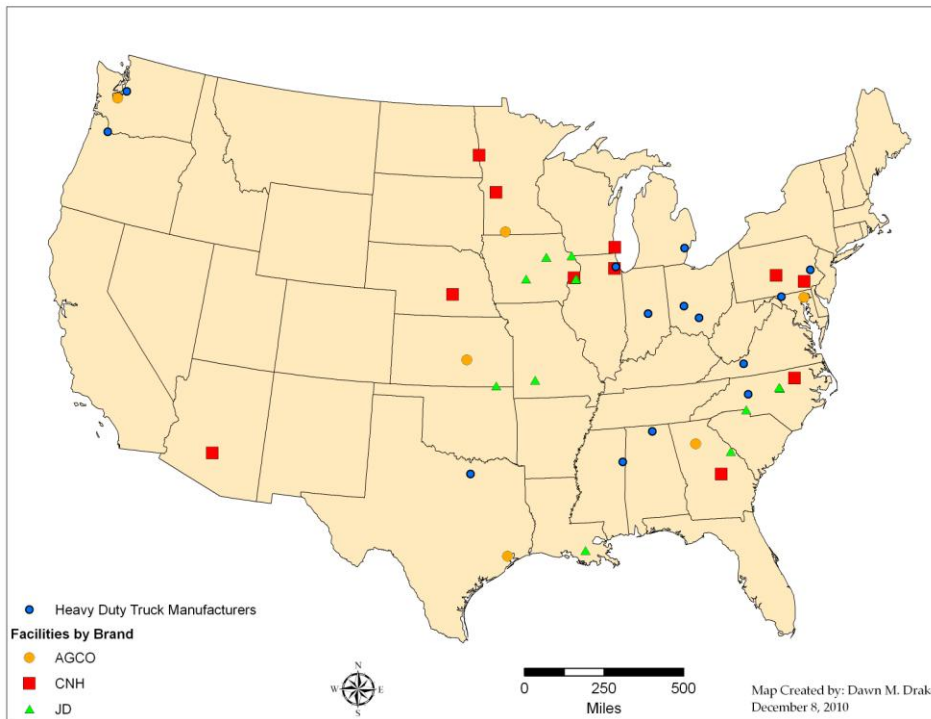 Heavy Duty Truck Manufacturers
Facilities by Brand
AGCO
CNH
JD
N
W E
S
0 250 500
Miles
Map Created by: Dawn M. Drak
December 8, 2010